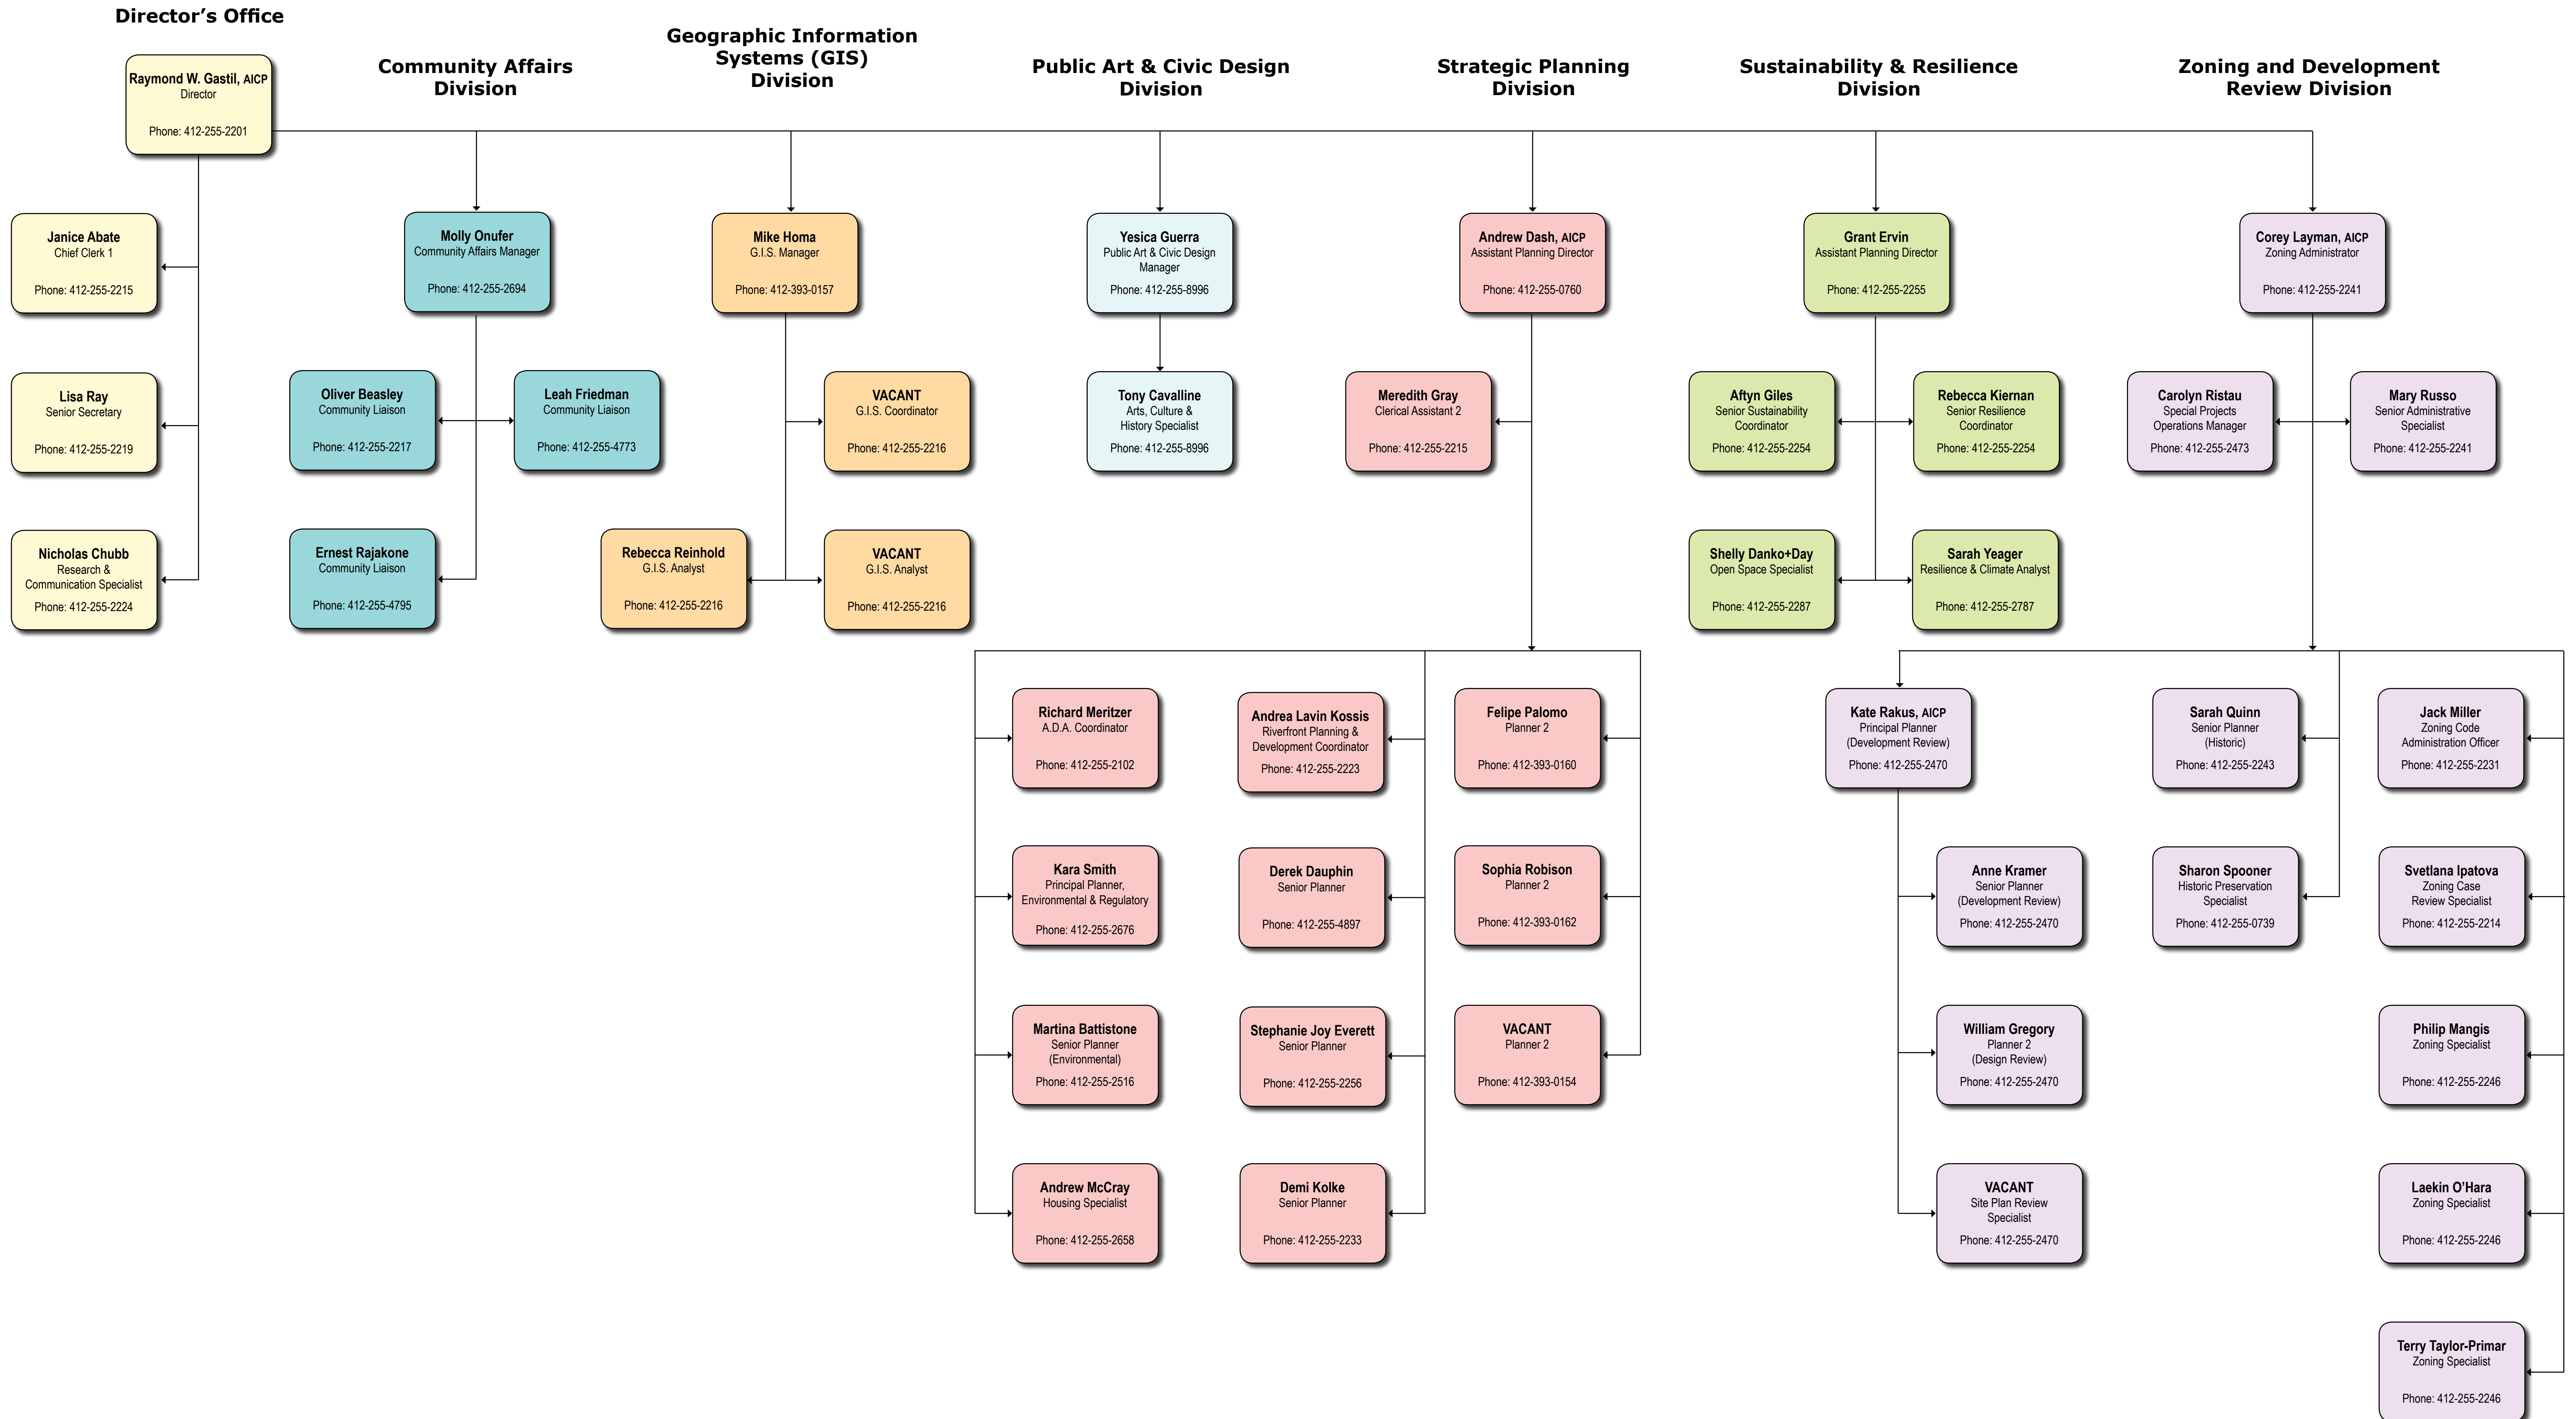 Director’s Office
Raymond W. Gastil, AICP
Director
Phone: 412-255-2201
Janice Abate
Chief Clerk 1
Phone: 412-255-2215
Lisa Ray
Senior Secretary
Phone: 412-255-2219
Nicholas Chubb
Research &
Communication Specialist
Phone: 412-255-2224
Community Affairs
Division
Molly Onufer
Community Affairs Manager
Phone: 412-255-2694
Oliver Beasley
Community Liaison
Phone: 412-255-2217
Leah Friedman
Community Liaison
Phone: 412-255-4773
Ernest Rajakone
Community Liaison
Phone: 412-255-4795
Geographic Information
Systems (GIS)
Division
Mike Homa
G.I.S. Manager
Phone: 412-393-0157
VACANT
G.I.S. Coordinator
Phone: 412-255-2216
Rebecca Reinhold
G.I.S. Analyst
Phone: 412-255-2216
VACANT
G.I.S. Analyst
Phone: 412-255-2216
Public Art & Civic Design
Division
Yesica Guerra
Public Art & Civic Design
Manager
Phone: 412-255-8996
Tony Cavalline
Arts, Culture &
History Specialist
Phone: 412-255-8996
Strategic Planning
Division
Andrew Dash, AICP
Assistant Planning Director
Phone: 412-255-0760
Meredith Gray
Clerical Assistant 2
Phone: 412-255-2215
Richard Meritzer
A.D.A. Coordinator
Phone: 412-255-2102
Kara Smith
Principal Planner,
Environmental & Regulatory
Phone: 412-255-2676
Martina Battistone
Senior Planner
(Environmental)
Phone: 412-255-2516
Andrew McCray
Housing Specialist
Phone: 412-255-2658
Andrea Lavin Kossis
Riverfront Planning &
Development Coordinator
Phone: 412-255-2223
Derek Dauphin
Senior Planner
Phone: 412-255-4897
Stephanie Joy Everett
Senior Planner
Phone: 412-255-2256
Demi Kolke
Senior Planner
Phone: 412-255-2233
Felipe Palomo
Planner 2
Phone: 412-393-0160
Sophia Robison
Planner 2
Phone: 412-393-0162
VACANT
Planner 2
Phone: 412-393-0154
Sustainability & Resilience
Division
Grant Ervin
Assistant Planning Director
Phone: 412-255-2255
Aftyn Giles
Senior Sustainability
Coordinator
Phone: 412-255-2254
Rebecca Kiernan
Senior Resilience
Coordinator
Phone: 412-255-2254
Shelly Danko+Day
Open Space Specialist
Phone: 412-255-2287
Sarah Yeager
Resilience & Climate Analyst
Phone: 412-255-2787
Zoning and Development
Review Division
Corey Layman, AICP
Zoning Administrator
Phone: 412-255-2241
Carolyn Ristau
Special Projects
Operations Manager
Phone: 412-255-2473
Mary Russo
Senior Administrative
Specialist
Phone: 412-255-2241
Kate Rakus, AICP
Principal Planner
(Development Review)
Phone: 412-255-2470
Anne Kramer
Senior Planner
(Development Review)
Phone: 412-255-2470
William Gregory
Planner 2
(Design Review)
Phone: 412-255-2470
VACANT
Site Plan Review
Specialist
Phone: 412-255-2470
Sarah Quinn
Senior Planner
(Historic)
Phone: 412-255-2243
Sharon Spooner
Historic Preservation
Specialist
Phone: 412-255-0739
Jack Miller
Zoning Code
Administration Officer
Phone: 412-255-2231
Svetlana Ipatova
Zoning Case
Review Specialist
Phone: 412-255-2214
Philip Mangis
Zoning Specialist
Phone: 412-255-2246
Laekin O’Hara
Zoning Specialist
Phone: 412-255-2246
Terry Taylor-Primar
Zoning Specialist
Phone: 412-255-2246